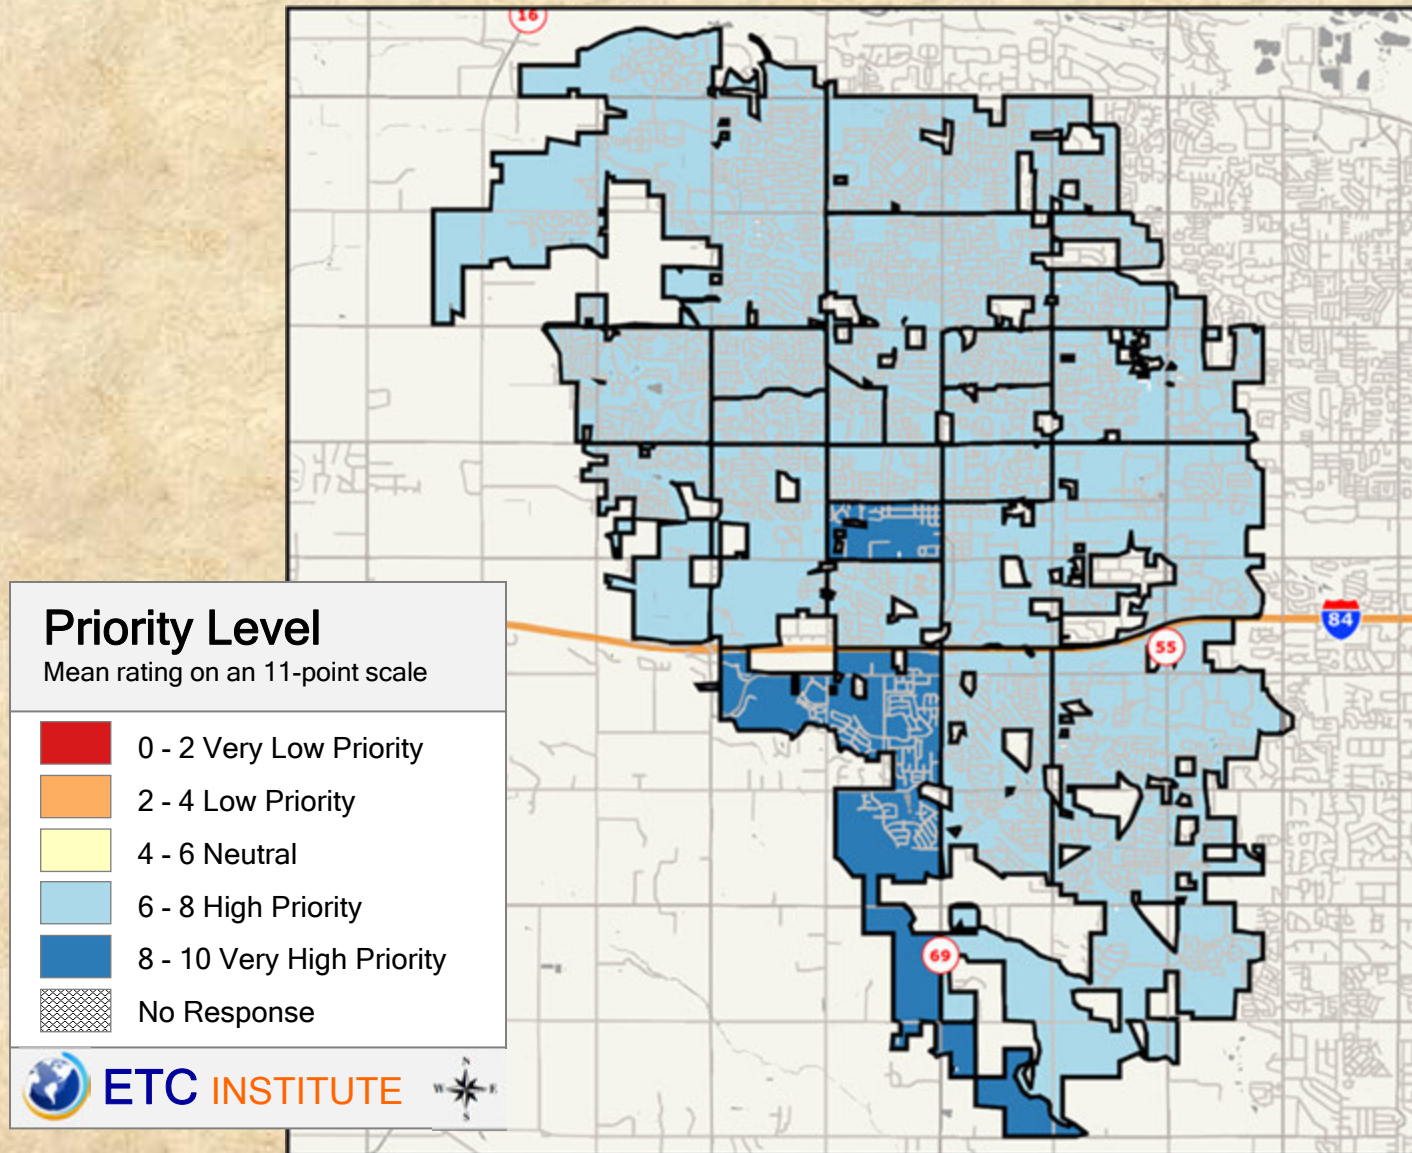 16
84
55
69
Priority Level
Mean rating on an 11-point scale
0 - 2 Very Low Priority
2 - 4 Low Priority
4 - 6 Neutral
6 - 8 High Priority
8 - 10 Very High Priority
No Response
ETC INSTITUTE
N
W E
S